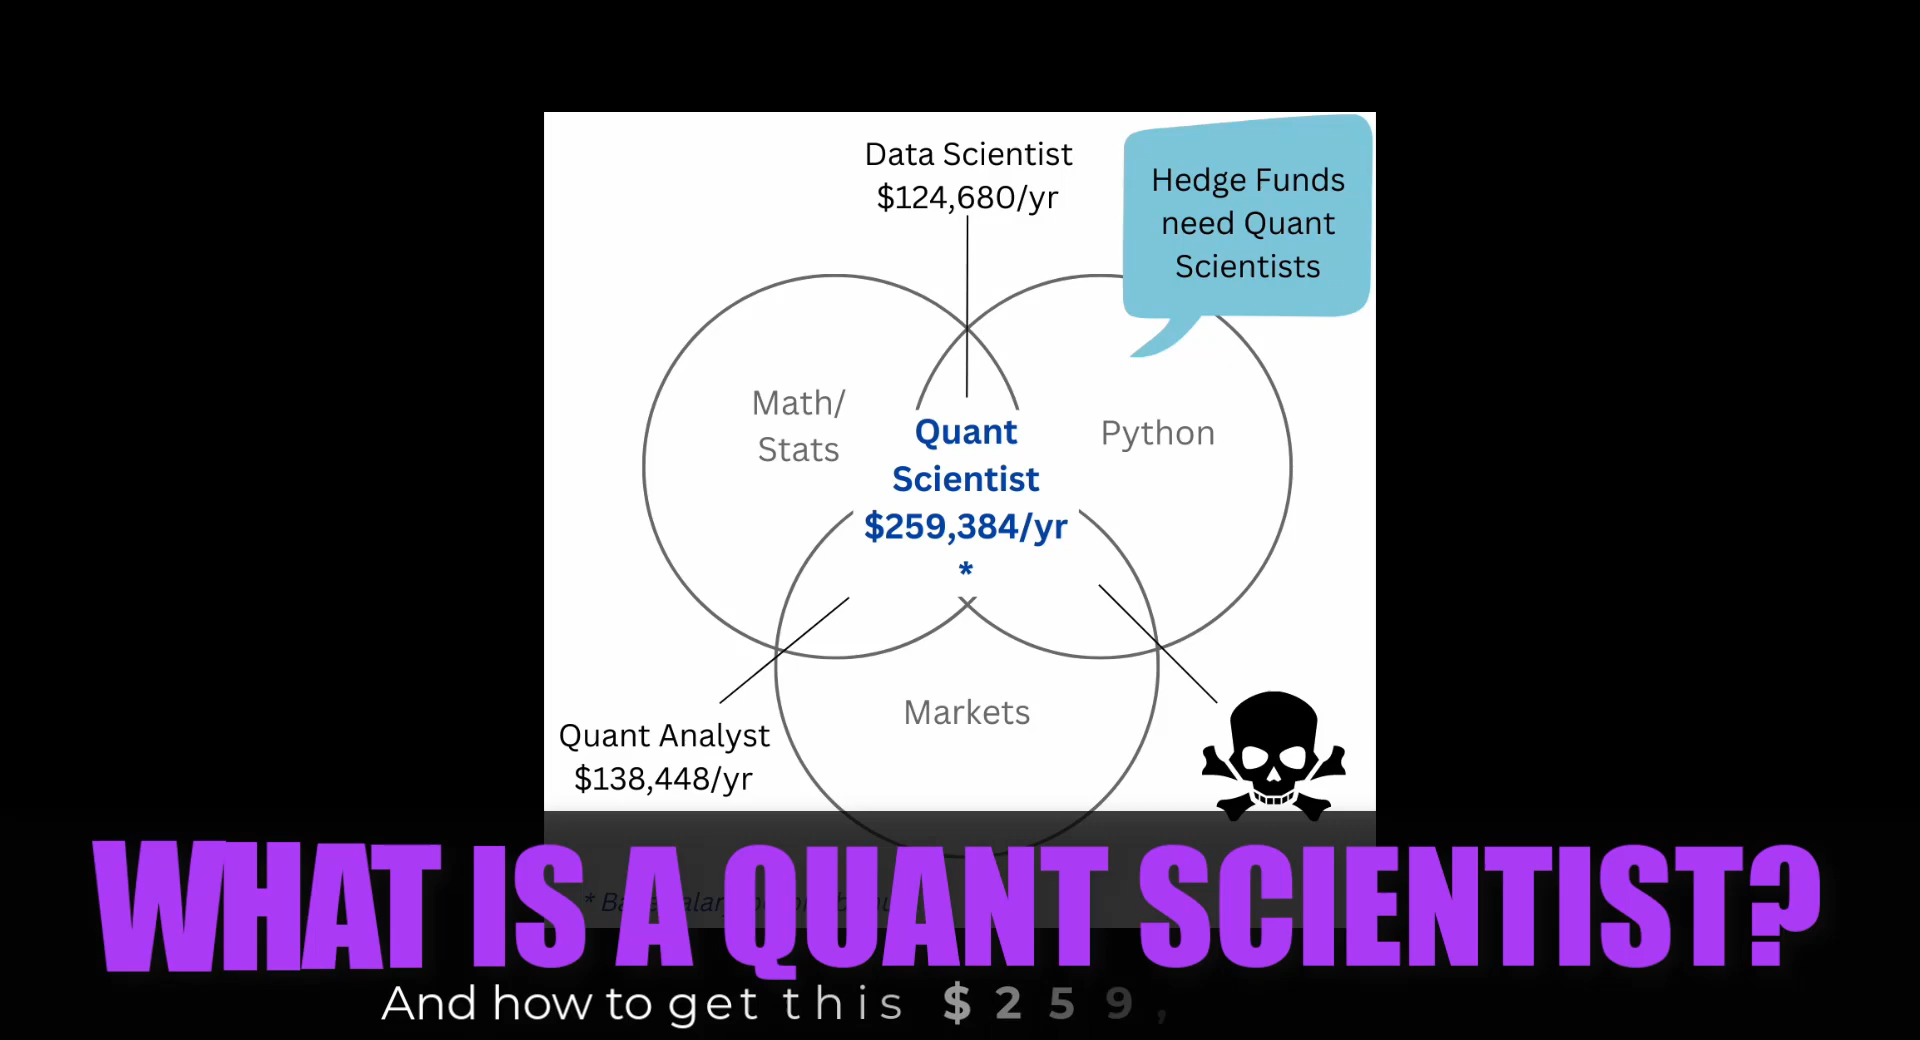 Data Scientist
$124,680/yr
Hedge Funds
need Quant
Scientists
Math/
Stats
Python
Quant
Scientist
$259,384/yr
*
Markets
Quant Analyst
$138,448/yr
WHAT IS A QUANT SCIENTIST?
And how to get this $259,